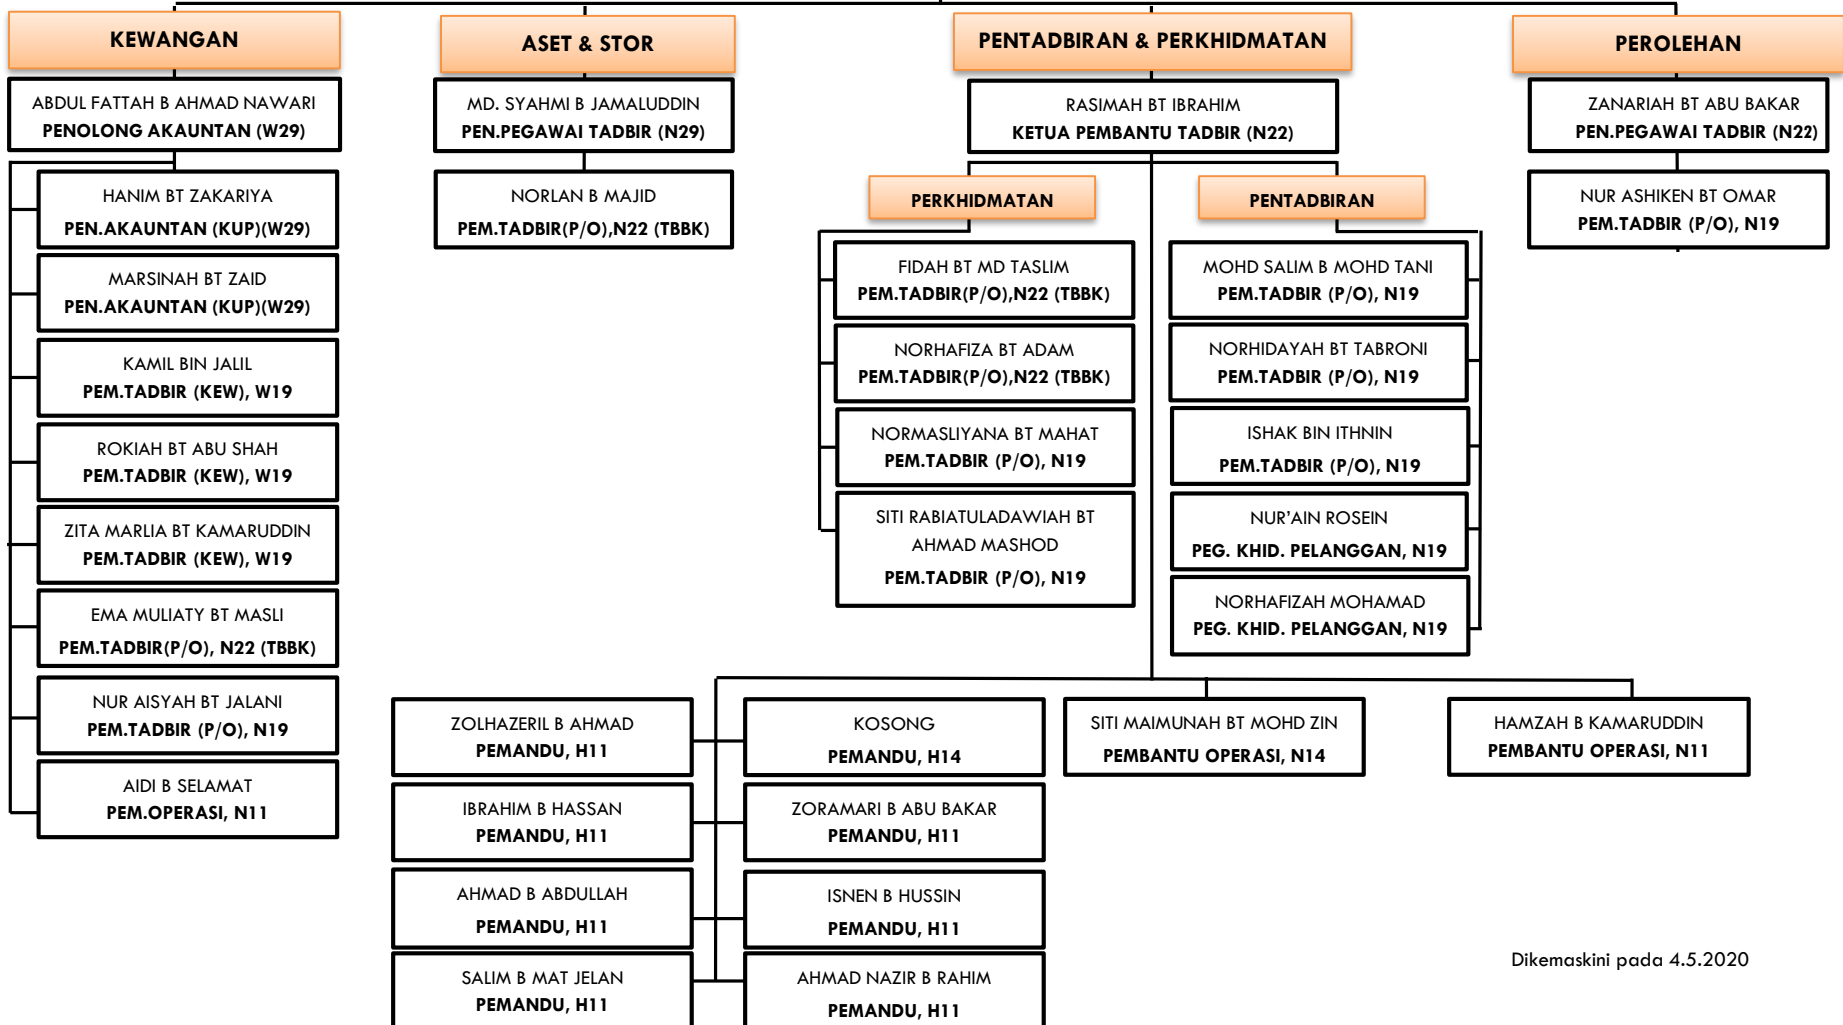 KEWANGAN
ABDUL FATTAH B AHMAD NAWARI
PENOLONG AKAUNTAN (W29)
HANIM BT ZAKARIYA
PEN.AKAUNTAN (KUP)(W29)
MARSINAH BT ZAID
PEN.AKAUNTAN (KUP)(W29)
KAMIL BIN JALIL
PEM.TADBIR (KEW), W19
ROKIAH BT ABU SHAH
PEM.TADBIR (KEW), W19
ZITA MARLIA BT KAMARUDDIN
PEM.TADBIR (KEW), W19
EMA MULIATY BT MASLI
PEM.TADBIR(P/O), N22 (TBBK)
NUR AISYAH BT JALANI
PEM.TADBIR (P/O), N19
AIDI B SELAMAT
PEM.OPERASI, N11
ASET & STOR
MD. SYAHMI B JAMALUDDIN
PEN.PEGAWAI TADBIR (N29)
NORLAN B MAJID
PEM.TADBIR(P/O),N22 (TBBK)
PENTADBIRAN & PERKHIDMATAN
RASIMAH BT IBRAHIM
KETUA PEMBANTU TADBIR (N22)
PERKHIDMATAN
FIDAH BT MD TASLIM
PEM.TADBIR(P/O),N22 (TBBK)
NORHAFIZA BT ADAM
PEM.TADBIR(P/O),N22 (TBBK)
NORMASLIYANA BT MAHAT
PEM.TADBIR (P/O), N19
SITI RABIATULADAWIAH BT
AHMAD MASHOD
PEM.TADBIR (P/O), N19
PENTADBIRAN
MOHD SALIM B MOHD TANI
PEM.TADBIR (P/O), N19
NORHIDAYAH BT TABRONI
PEM.TADBIR (P/O), N19
ISHAK BIN ITHNIN
PEM.TADBIR (P/O), N19
NUR’AIN ROSEIN
PEG. KHID. PELANGGAN, N19
NORHAFIZAH MOHAMAD
PEG. KHID. PELANGGAN, N19
ZOLHAZERIL B AHMAD
PEMANDU, H11
KOSONG
PEMANDU, H14
IBRAHIM B HASSAN
PEMANDU, H11
ZORAMARI B ABU BAKAR
PEMANDU, H11
AHMAD B ABDULLAH
PEMANDU, H11
ISNEN B HUSSIN
PEMANDU, H11
SALIM B MAT JELAN
PEMANDU, H11
AHMAD NAZIR B RAHIM
PEMANDU, H11
SITI MAIMUNAH BT MOHD ZIN
PEMBANTU OPERASI, N14
HAMZAH B KAMARUDDIN
PEMBANTU OPERASI, N11
PEROLEHAN
ZANARIAH BT ABU BAKAR
PEN.PEGAWAI TADBIR (N22)
NUR ASHIKEN BT OMAR
PEM.TADBIR (P/O), N19
Dikemaskini pada 4.5.2020